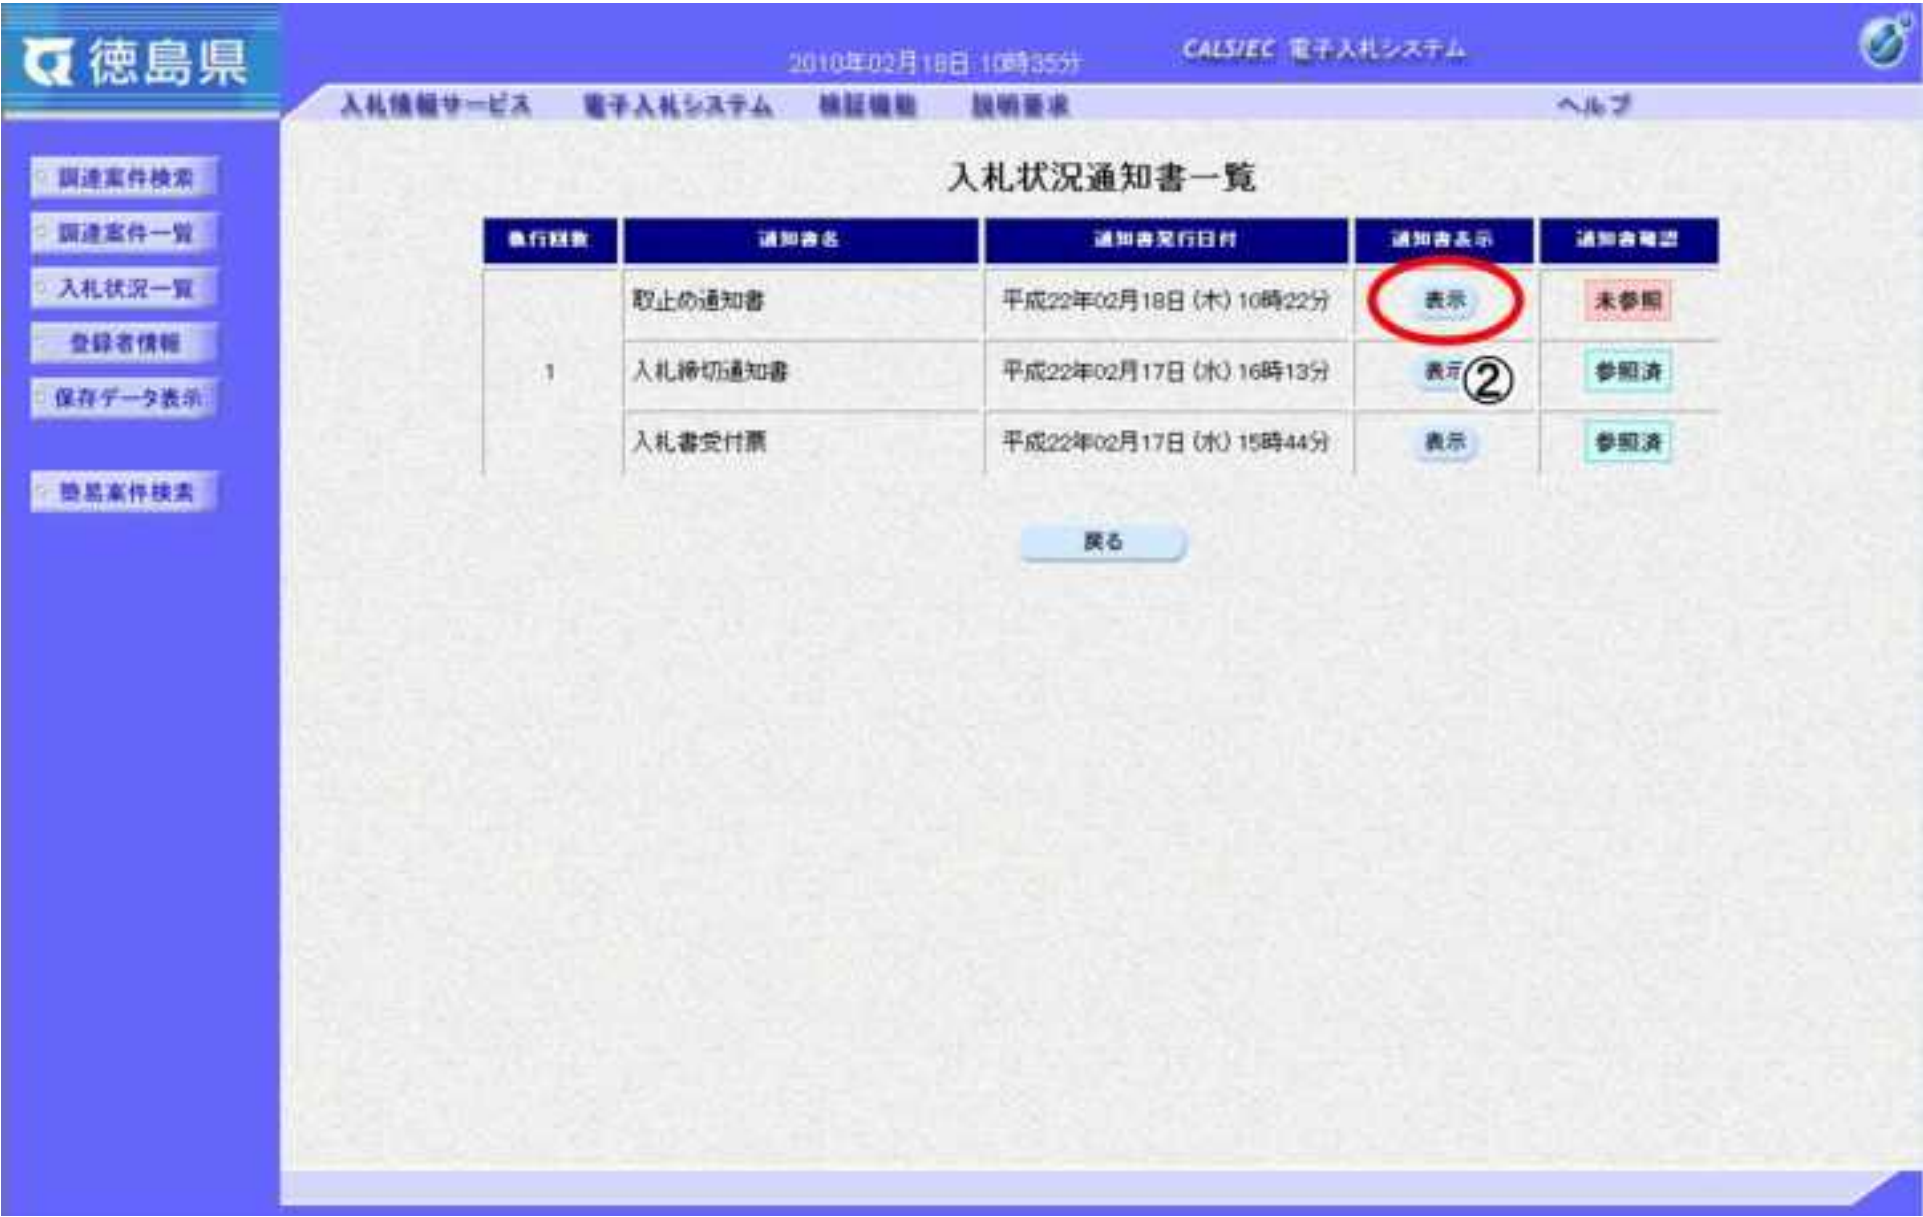 徳島県
2010年02月18日 10時35分
CALS/EC 電子入札システム
入札情報サービス 電子入札システム 検証機能 説明要求 ヘルプ
調達案件検索
調達案件一覧
入札状況一覧
登録者情報
保存データ表示
簡易案件検索
入札状況通知書一覧
執行回数 通知書名 通知書発行日付 通知書表示 通知書確認
取止め通知書 平成22年02月18日(木) 10時22分 表示 未参照
1 入札締切通知書 平成22年02月17日(水) 16時13分 表示 ② 参照済
入札書受付票 平成22年02月17日(水) 15時44分 表示 参照済
戻る